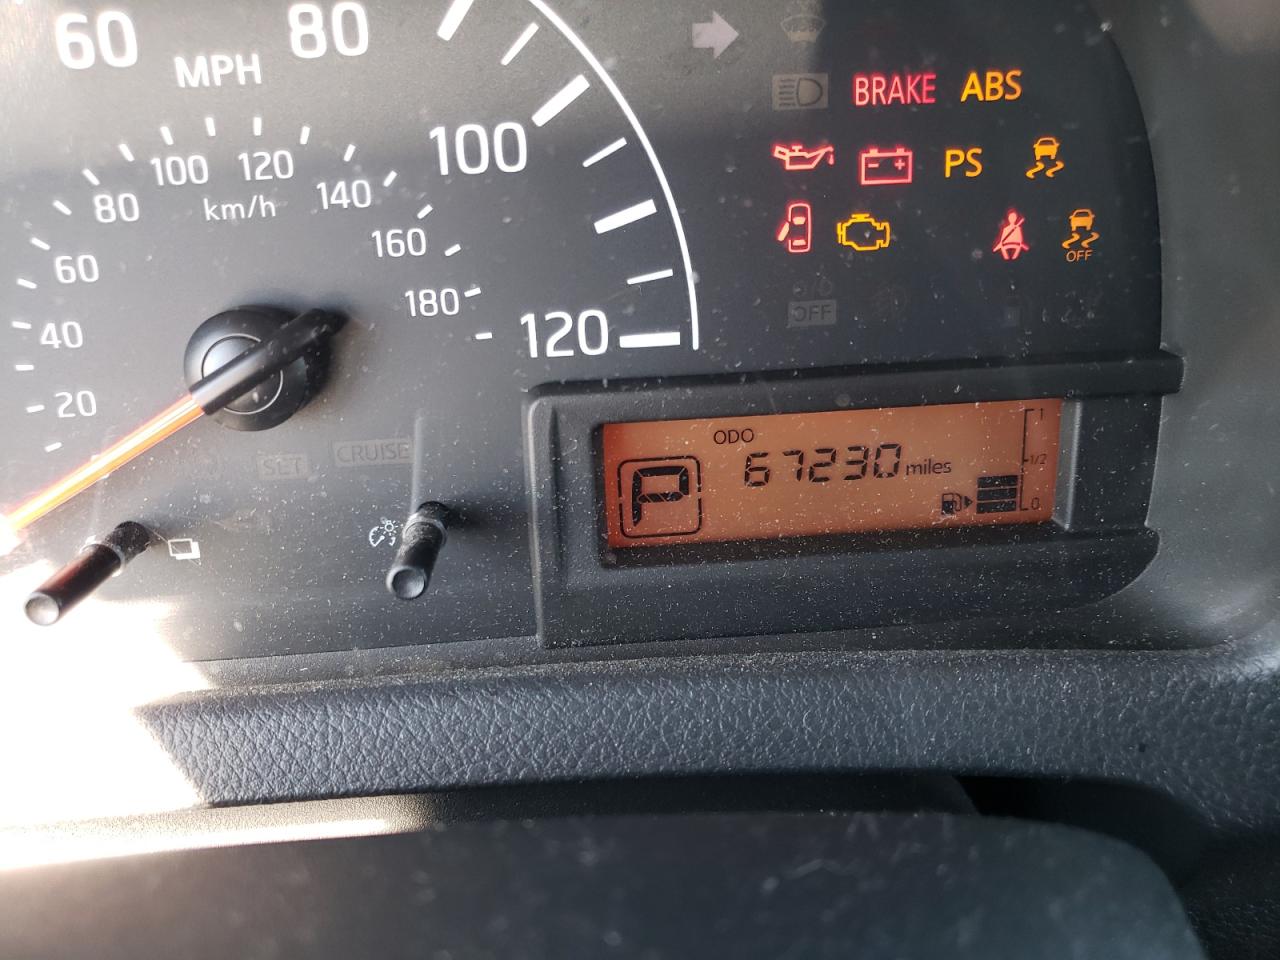 60
80
MPH
100
120
80
100
120
140
160
180
60
40
20
km/h
SET
CRUISE
BRAKE
ABS
PS
OFF
OFF
ODO
67230 miles
P
1
1/2
0